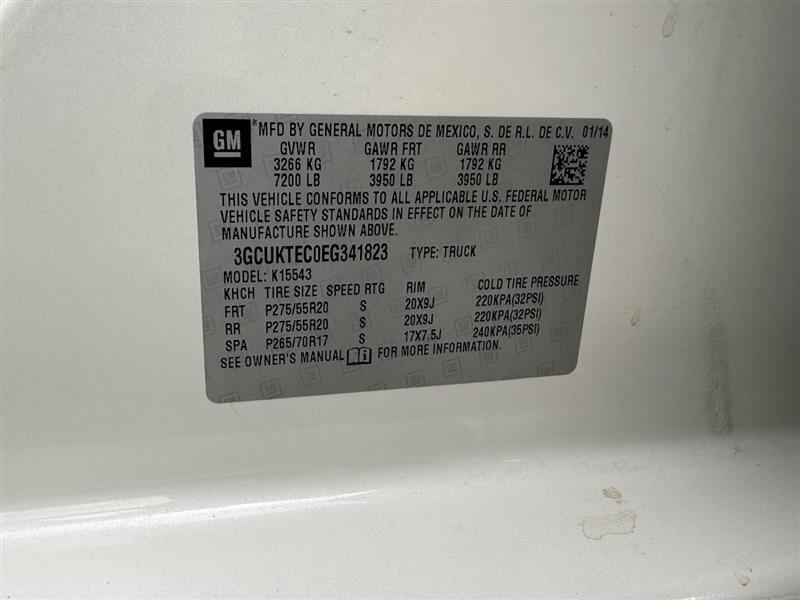 GM MFD BY GENERAL MOTORS DE MEXICO, S. DE R.L. DE C.V. 01/14
GVWR GAWR FRT GAWR RR
3266 KG 1792 KG 1792 KG
7200 LB 3950 LB 3950 LB
THIS VEHICLE CONFORMS TO ALL APPLICABLE U.S. FEDERAL MOTOR
VEHICLE SAFETY STANDARDS IN EFFECT ON THE DATE OF
MANUFACTURE SHOWN ABOVE.
3GCUKTEC0EG341823 TYPE: TRUCK
MODEL: K15543
KHCH TIRE SIZE SPEED RTG RIM COLD TIRE PRESSURE
FRT P275/55R20 S 20X9J 220KPA(32PSI)
RR P275/55R20 S 20X9J 220KPA(32PSI)
SPA P265/70R17 S 17X7.5J 240KPA(35PSI)
SEE OWNER'S MANUAL FOR MORE INFORMATION.